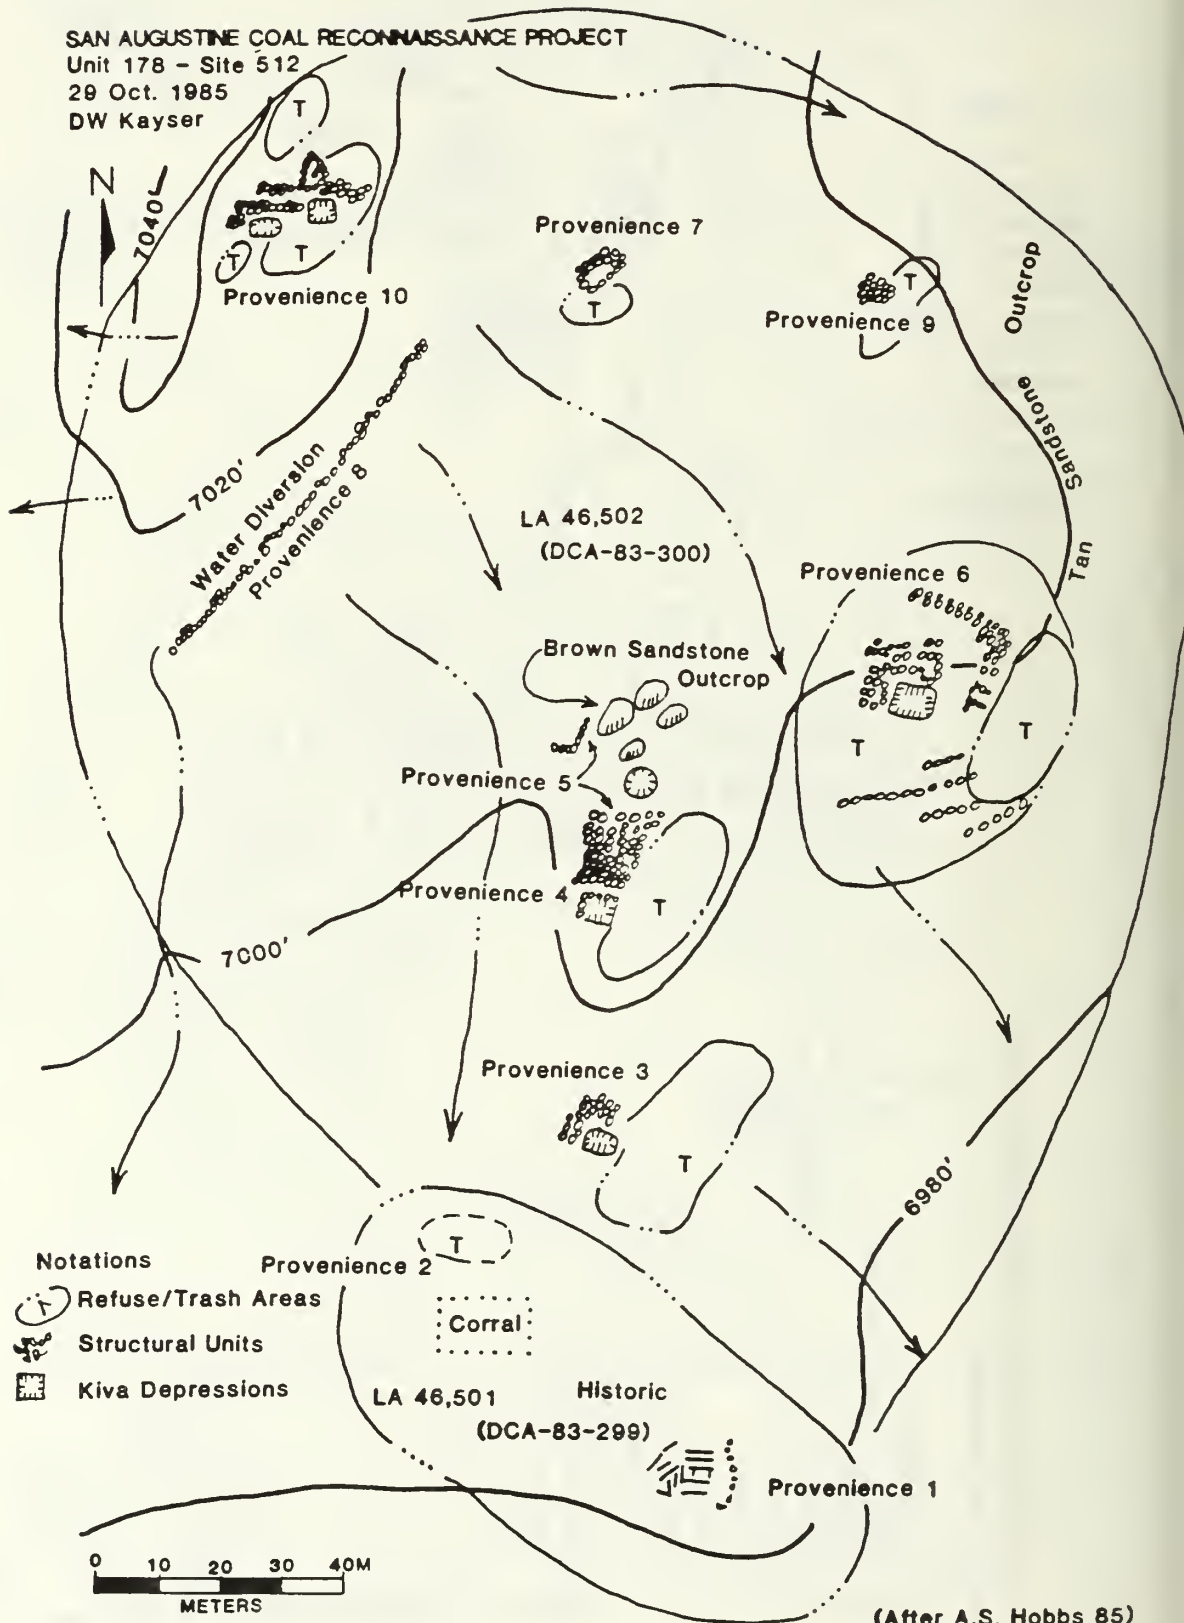 SAN AUGUSTINE COAL RECONNAISSANCE PROJECT
Unit 178 - Site 512
29 Oct. 1985
DW Kayser
T
N
7040'
T
T
Provenience 10
Provenience 7
T
T
Provenience 9
Outcrop
Sandstone
Tan
7020'
Water Diversion
Provenience 8
LA 46,502
(DCA-83-300)
Provenience 6
Brown Sandstone
Outcrop
T
T
Provenience 5
Provenience 4
T
7000'
Provenience 3
T
6980'
T
Provenience 2
Corral
Notations
T
Refuse/Trash Areas
Structural Units
Kiva Depressions
LA 46,501
Historic
(DCA-83-299)
Provenience 1
0 10 20 30 40M
METERS
(After A.S. Hobbs 85)